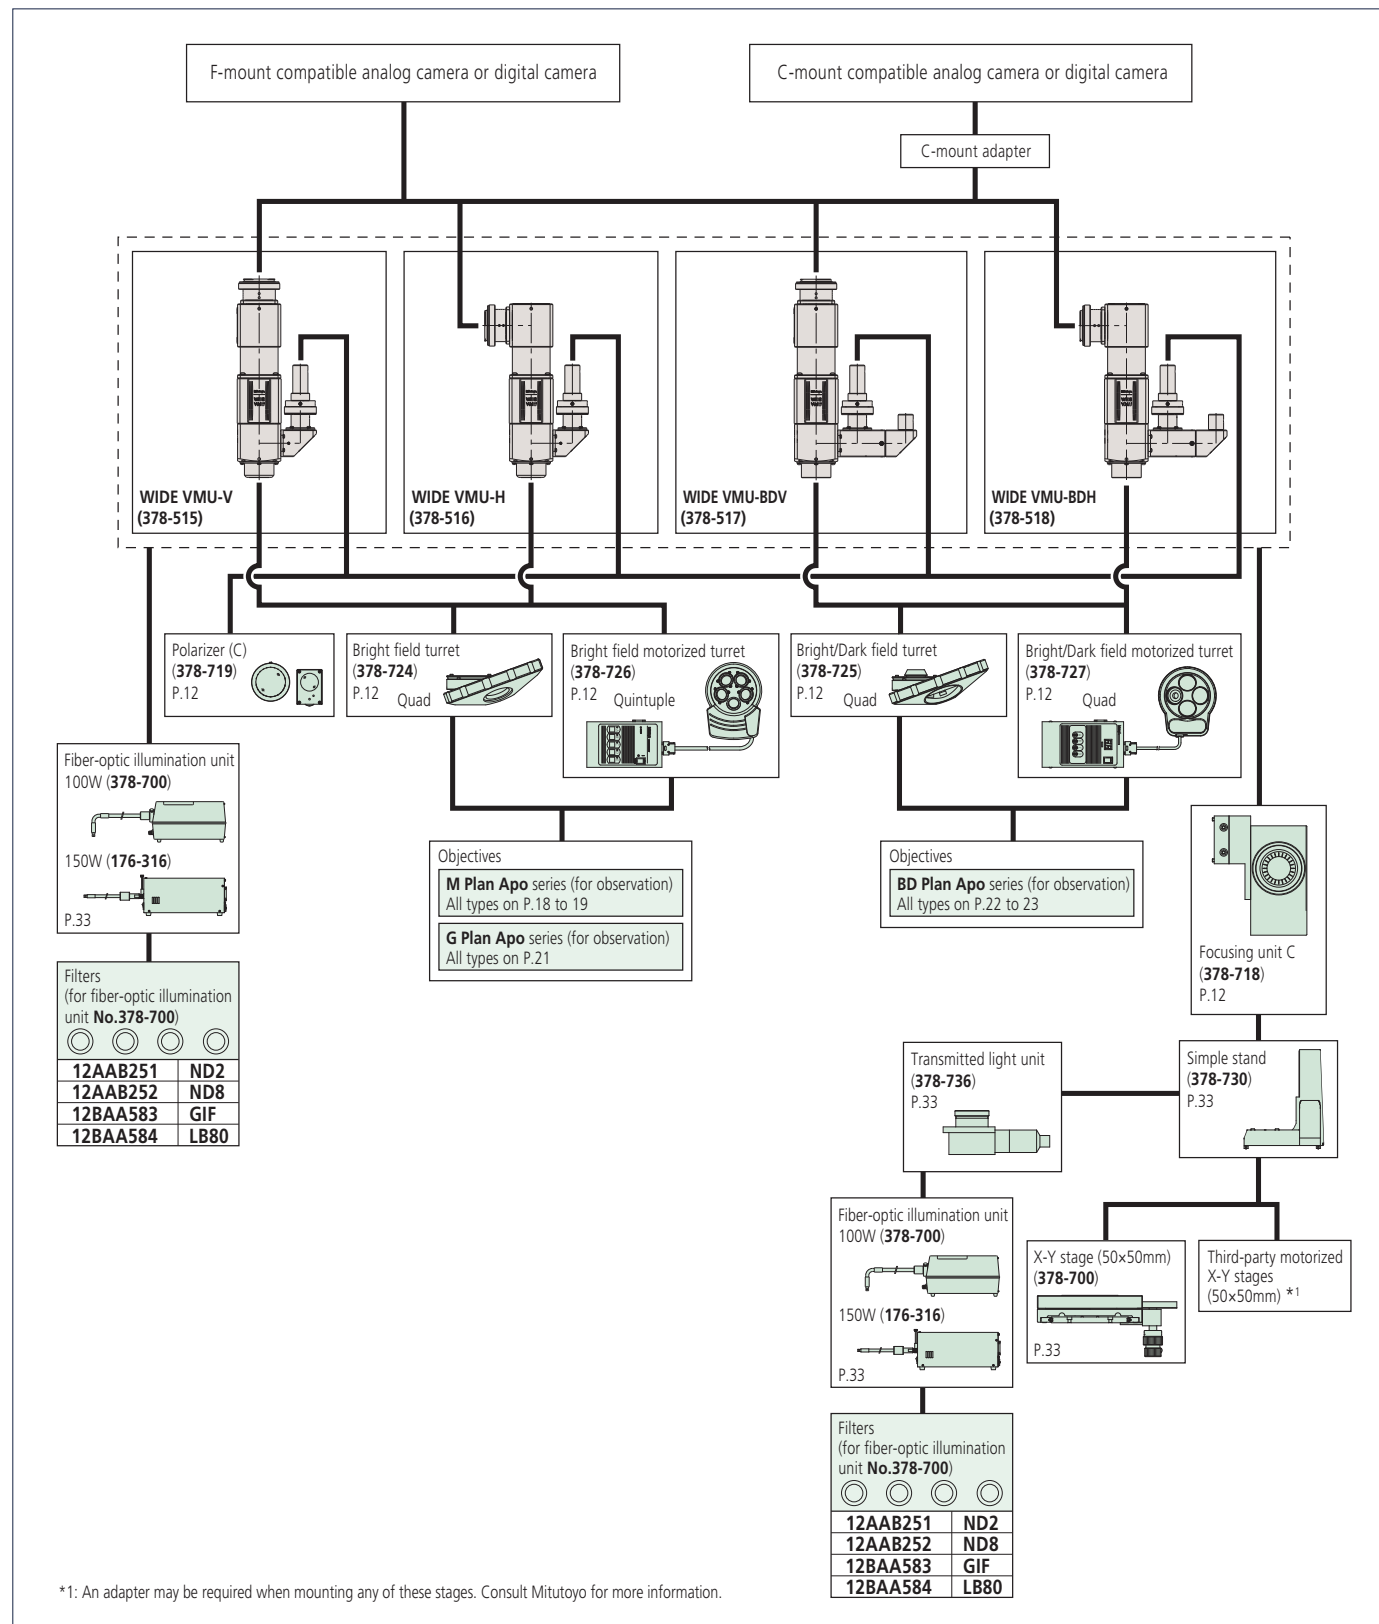 F-mount compatible analog camera or digital camera
C-mount compatible analog camera or digital camera
C-mount adapter
WIDE VMU-V
(378-515)
WIDE VMU-H
(378-516)
WIDE VMU-BDV
(378-517)
WIDE VMU-BDH
(378-518)
Polarizer (C)
(378-719)
P.12
Bright field turret
(378-724)
P.12 Quad
Bright field motorized turret
(378-726)
P.12 Quintuple
Bright/Dark field turret
(378-725)
P.12 Quad
Bright/Dark field motorized turret
(378-727)
P.12 Quad
Fiber-optic illumination unit
100W (378-700)
150W (176-316)
P.33
Filters
(for fiber-optic illumination
unit No.378-700)
12AAB251 ND2
12AAB252 ND8
12BAA583 GIF
12BAA584 LB80
Objectives
M Plan Apo series (for observation)
All types on P.18 to 19
G Plan Apo series (for observation)
All types on P.21
Objectives
BD Plan Apo series (for observation)
All types on P.22 to 23
Focusing unit C
(378-718)
P.12
Transmitted light unit
(378-736)
P.33
Simple stand
(378-730)
P.33
Fiber-optic illumination unit
100W (378-700)
150W (176-316)
P.33
X-Y stage (50×50mm)
(378-700)
P.33
Third-party motorized
X-Y stages
(50×50mm) *1
Filters
(for fiber-optic illumination
unit No.378-700)
12AAB251 ND2
12AAB252 ND8
12BAA583 GIF
12BAA584 LB80
*1: An adapter may be required when mounting any of these stages. Consult Mitutoyo for more information.